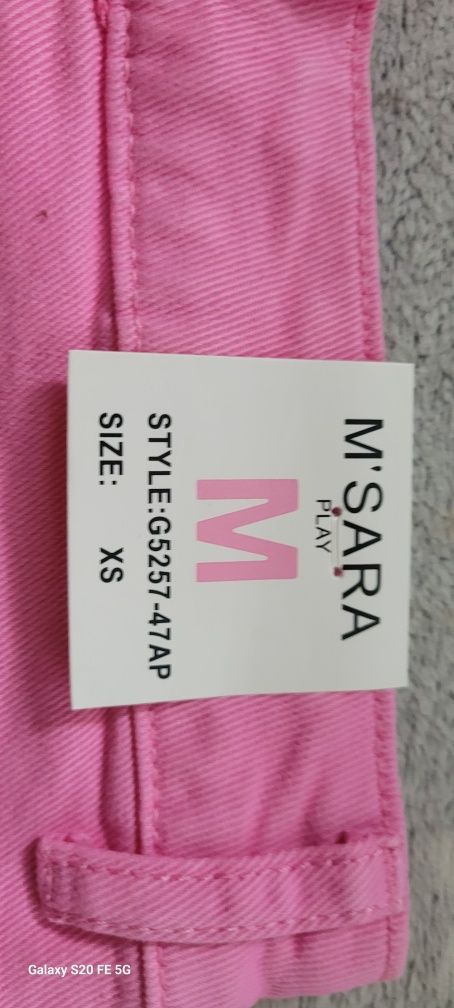 M'SARA
PLAY
M
STYLE:G5257-47AP
SIZE: XS
Galaxy S20 FE 5G